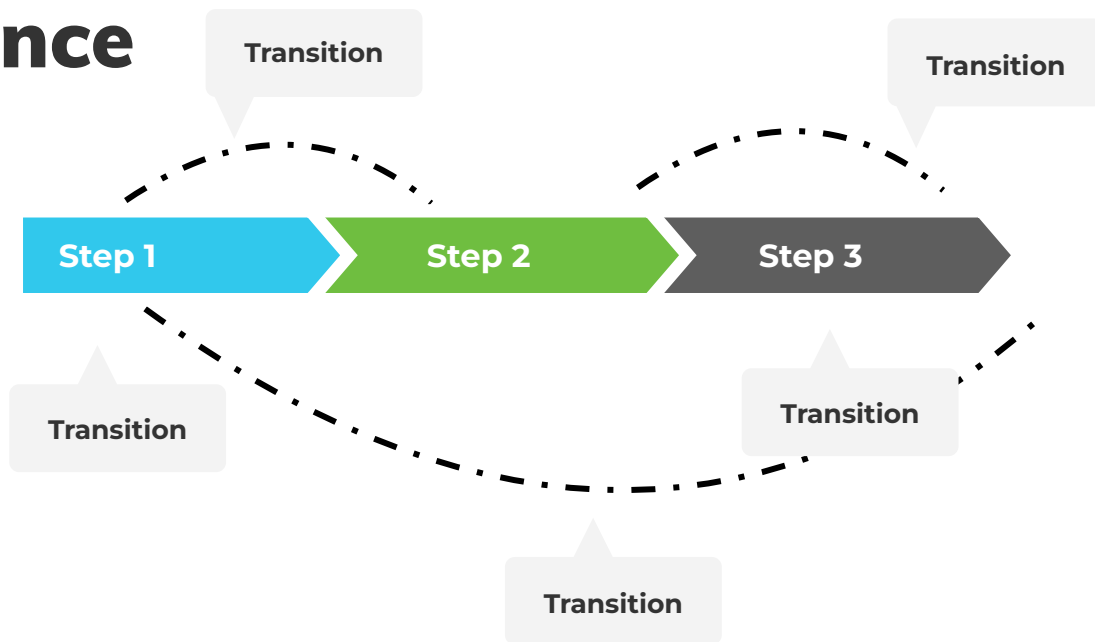 nce
Transition
Transition
Step 1
Step 2
Step 3
Transition
Transition
Transition